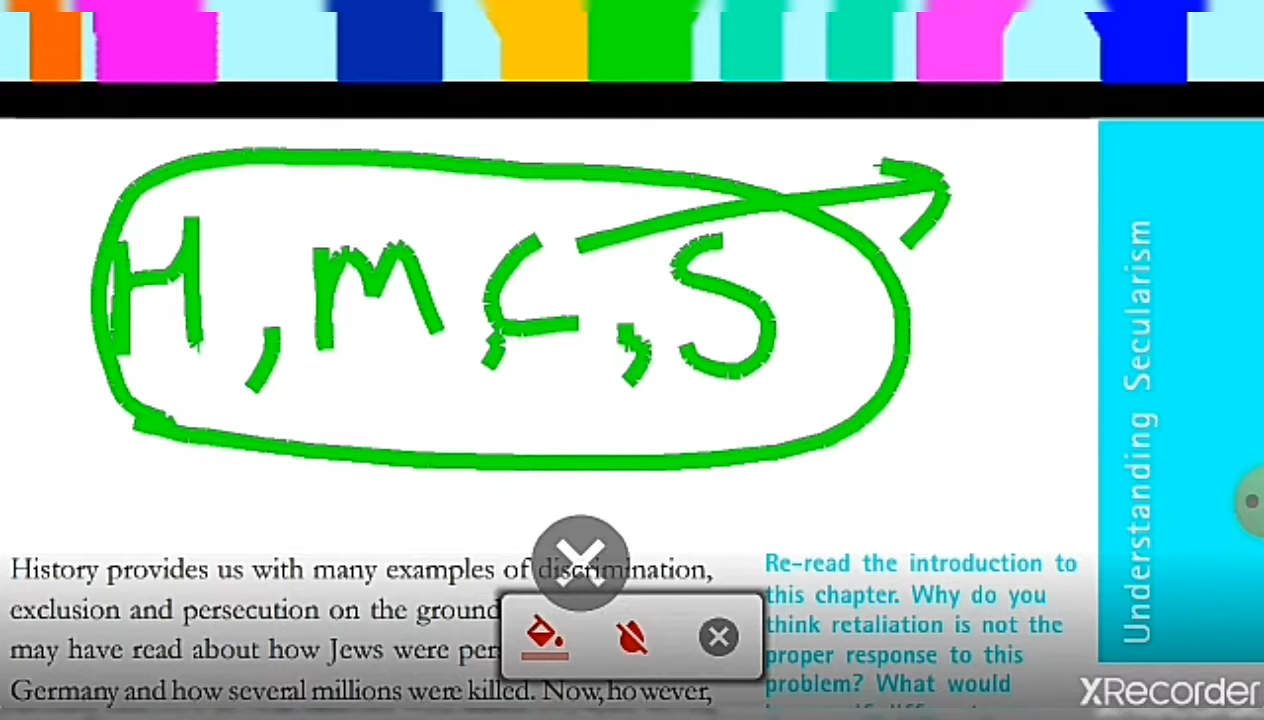 H, M, C, S
Understanding Secularism
History provides us with many examples of discrimination,
exclusion and persecution on the
may have read about how Jews were
Germany and how several millions were killed. Now, however,
Re-read the introduction to
this chapter. Why do you
think retaliation is not the
proper response to this
problem? What would
XRecorder